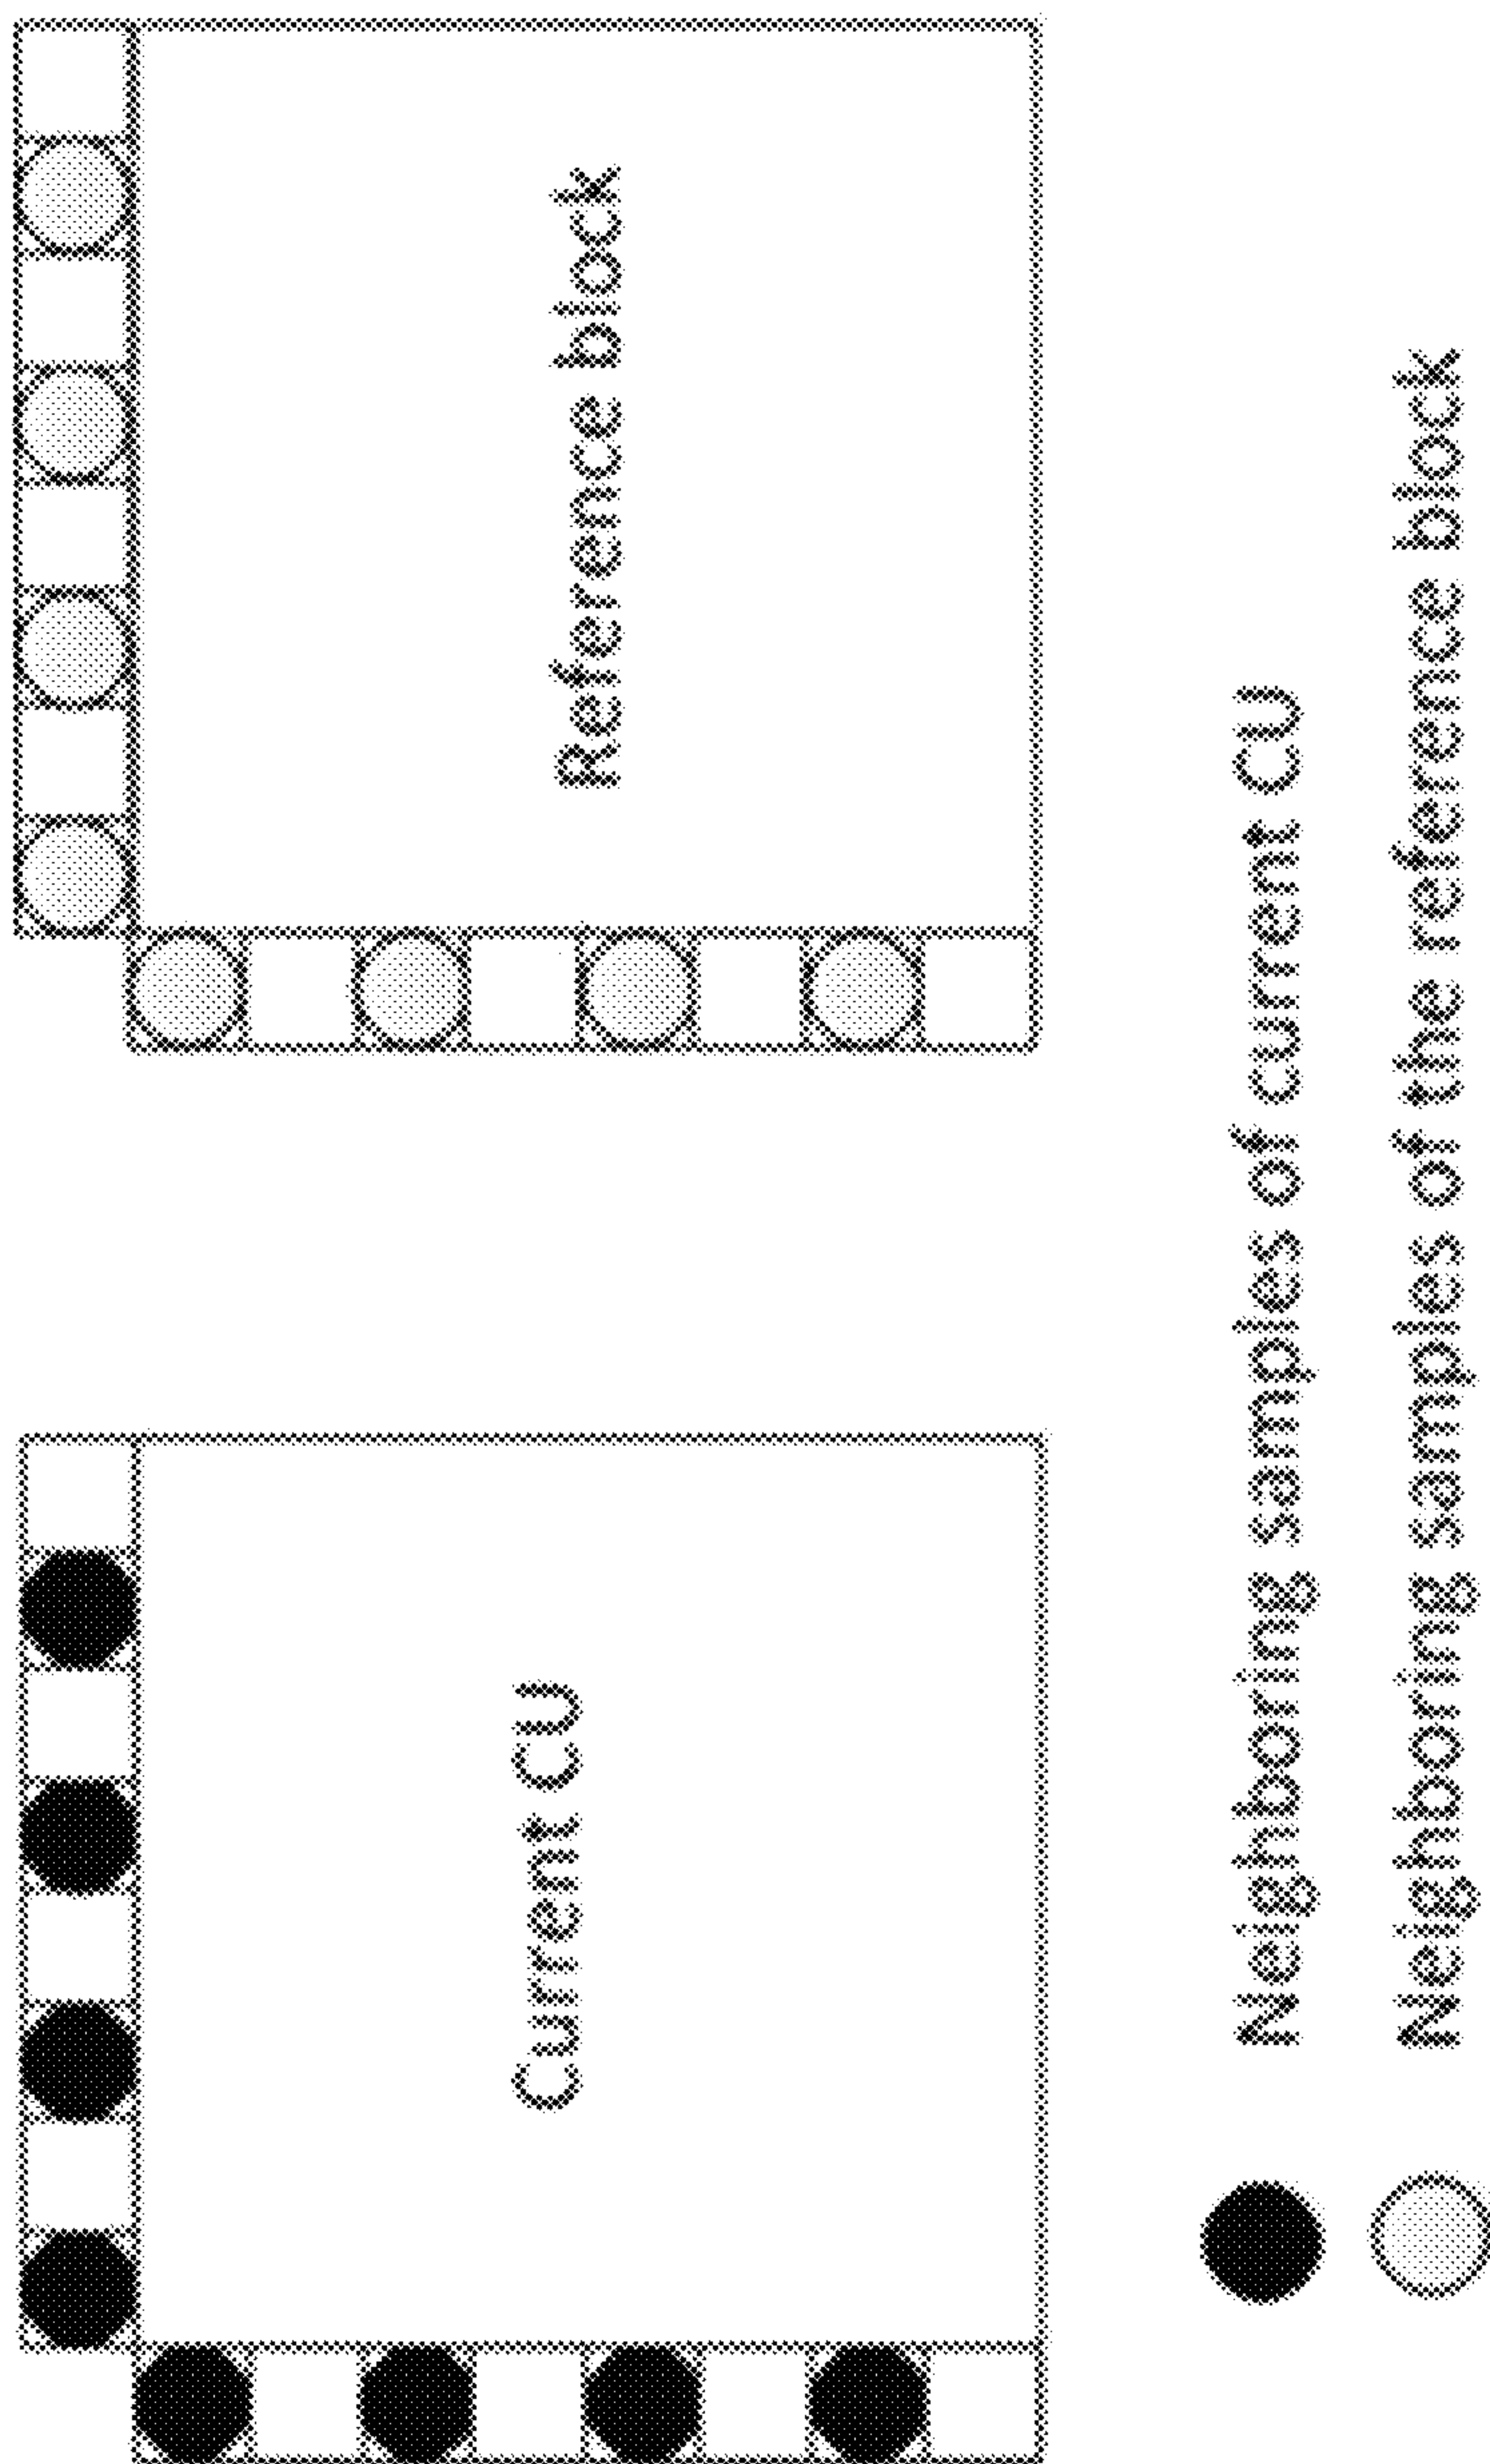 Current CU
Reference block
Neighboring samples of current CU
Neighboring samples of the reference block